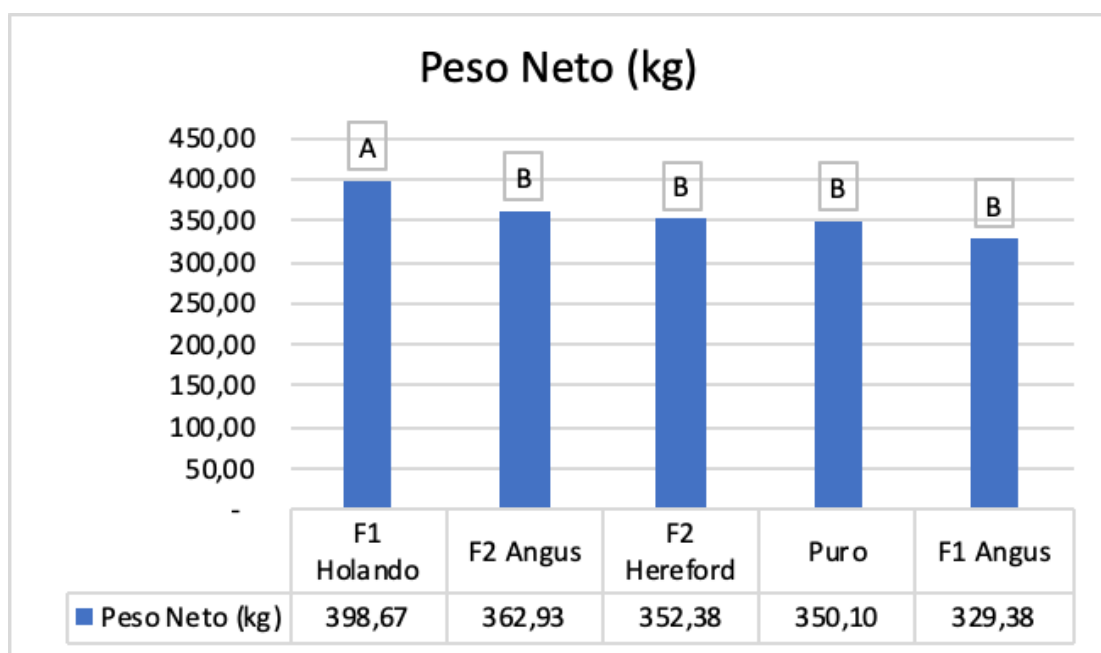 Peso Neto (kg)
450,00
400,00
350,00
300,00
250,00
200,00
150,00
100,00
50,00
-
A
B
B
B
B
F1
Holando
F2 Angus
F2
Hereford
Puro
F1 Angus
Peso Neto (kg) 398,67 362,93 352,38 350,10 329,38